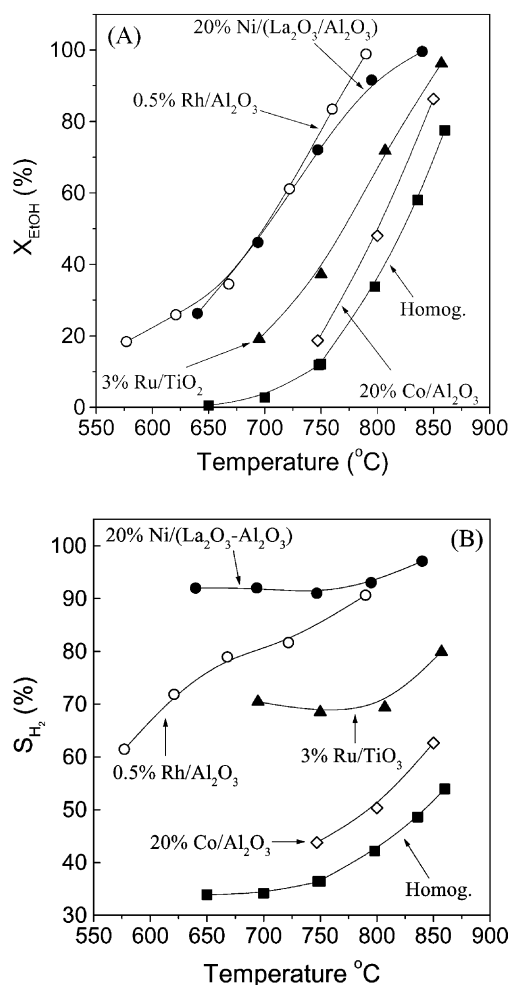 (A)
20% Ni/(La₂O₃/Al₂O₃)
0.5% Rh/Al₂O₃
3% Ru/TiO₂
Homog.
20% Co/Al₂O₃
100
80
60
40
20
0
X_EtOH (%)
550 600 650 700 750 800 850 900
Temperature (°C)
(B)
20% Ni/(La₂O₃-Al₂O₃)
0.5% Rh/Al₂O₃
3% Ru/TiO₃
20% Co/Al₂O₃
Homog.
100
90
80
70
60
50
40
30
S_H₂ (%)
550 600 650 700 750 800 850 900
Temperature °C